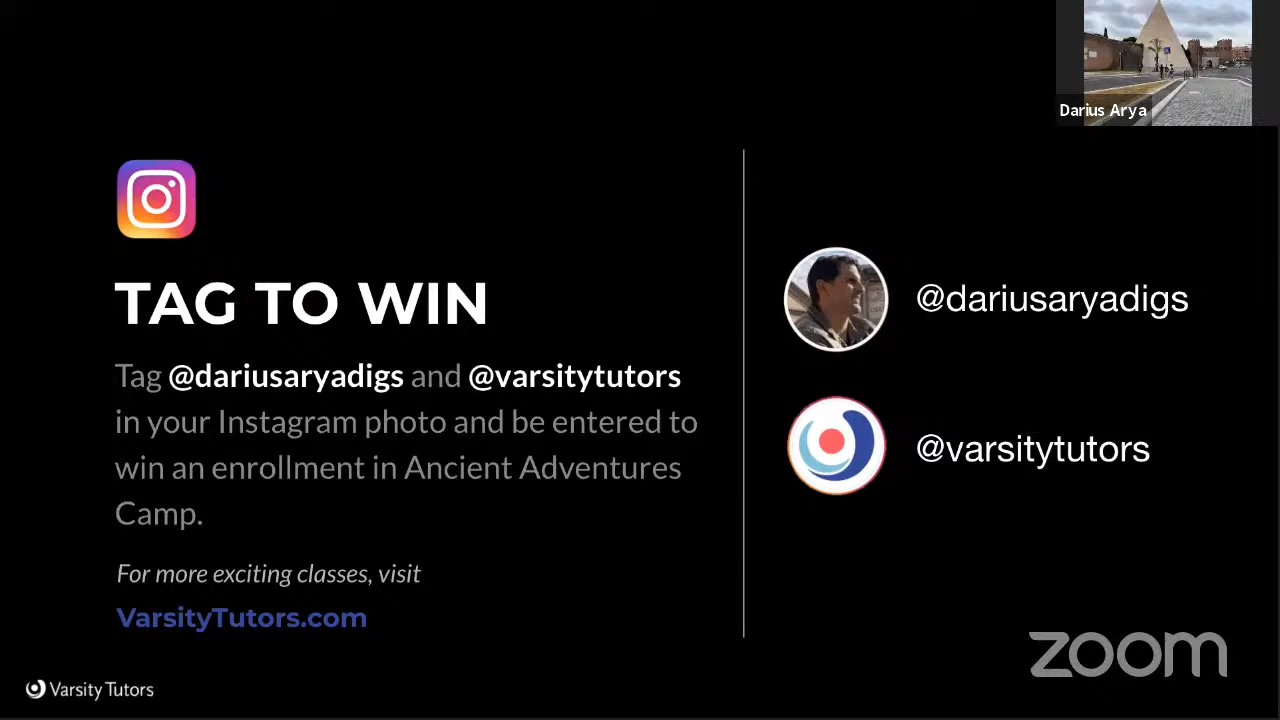 Darius Arya
TAG TO WIN
Tag @dariusaryadigs and @varsitytutors
in your Instagram photo and be entered to
win an enrollment in Ancient Adventures
Camp.
For more exciting classes, visit
VarsityTutors.com
@dariusaryadigs
@varsitytutors
zoom
Varsity Tutors